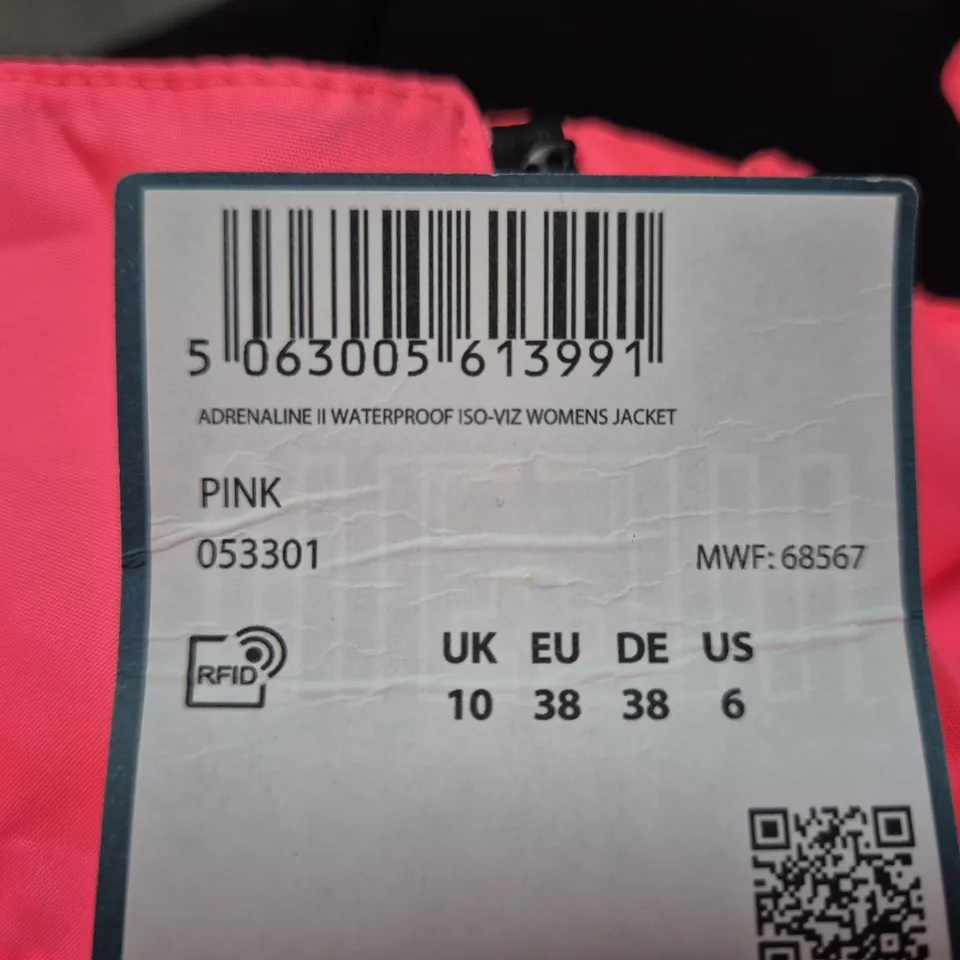 5 063005 613991
ADRENALINE II WATERPROOF ISO-VIZ WOMENS JACKET
PINK
053301
MWF: 68567
RFID
UK EU DE US
10 38 38 6